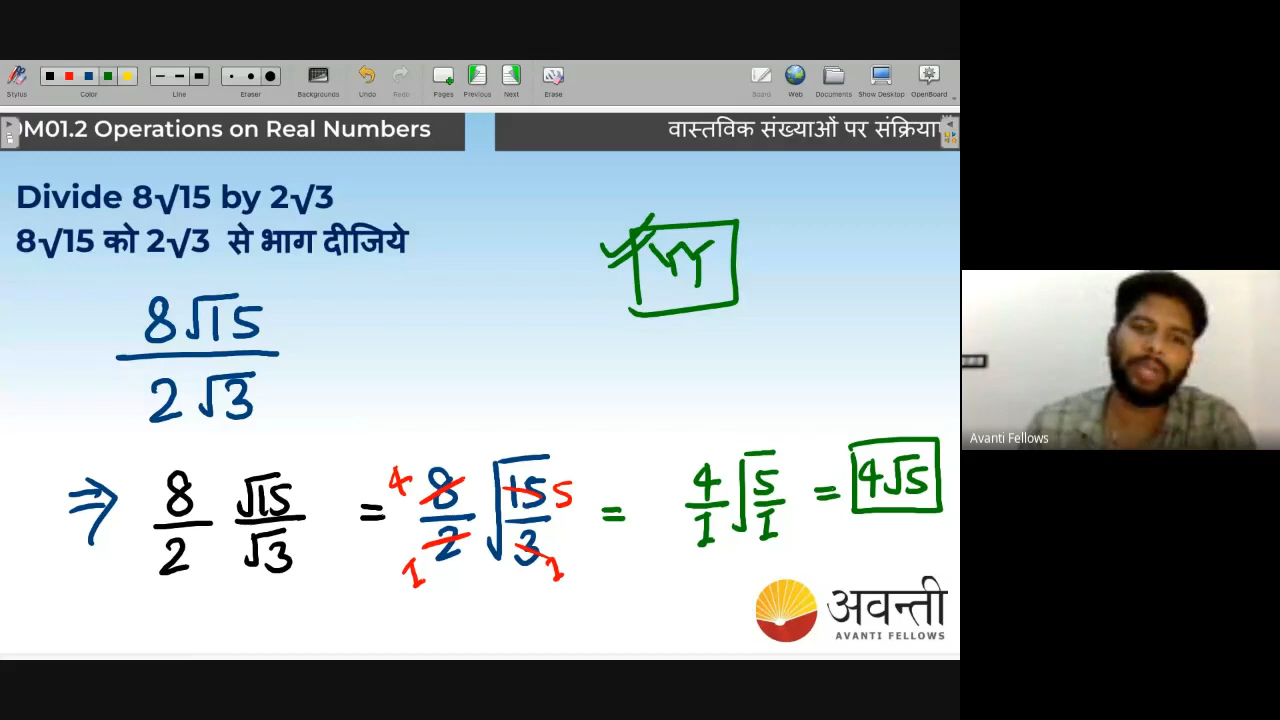 Stylus Color Line Eraser Backgrounds Undo Redo Pages Previous Next Erase Board Web Documents Show Desktop OpenBoard
OM01.2 Operations on Real Numbers
वास्तविक संख्याओं पर संक्रिया
Divide 8√15 by 2√3
8√15 को 2√3 से भाग दीजिये
8√15
2√3
⇒ 8/2 √15/√3 = 4 8/2 1 √15/3 5 1 = 4/1 √5/1 = 4√5
अवन्ती
AVANTI FELLOWS
Avanti Fellows